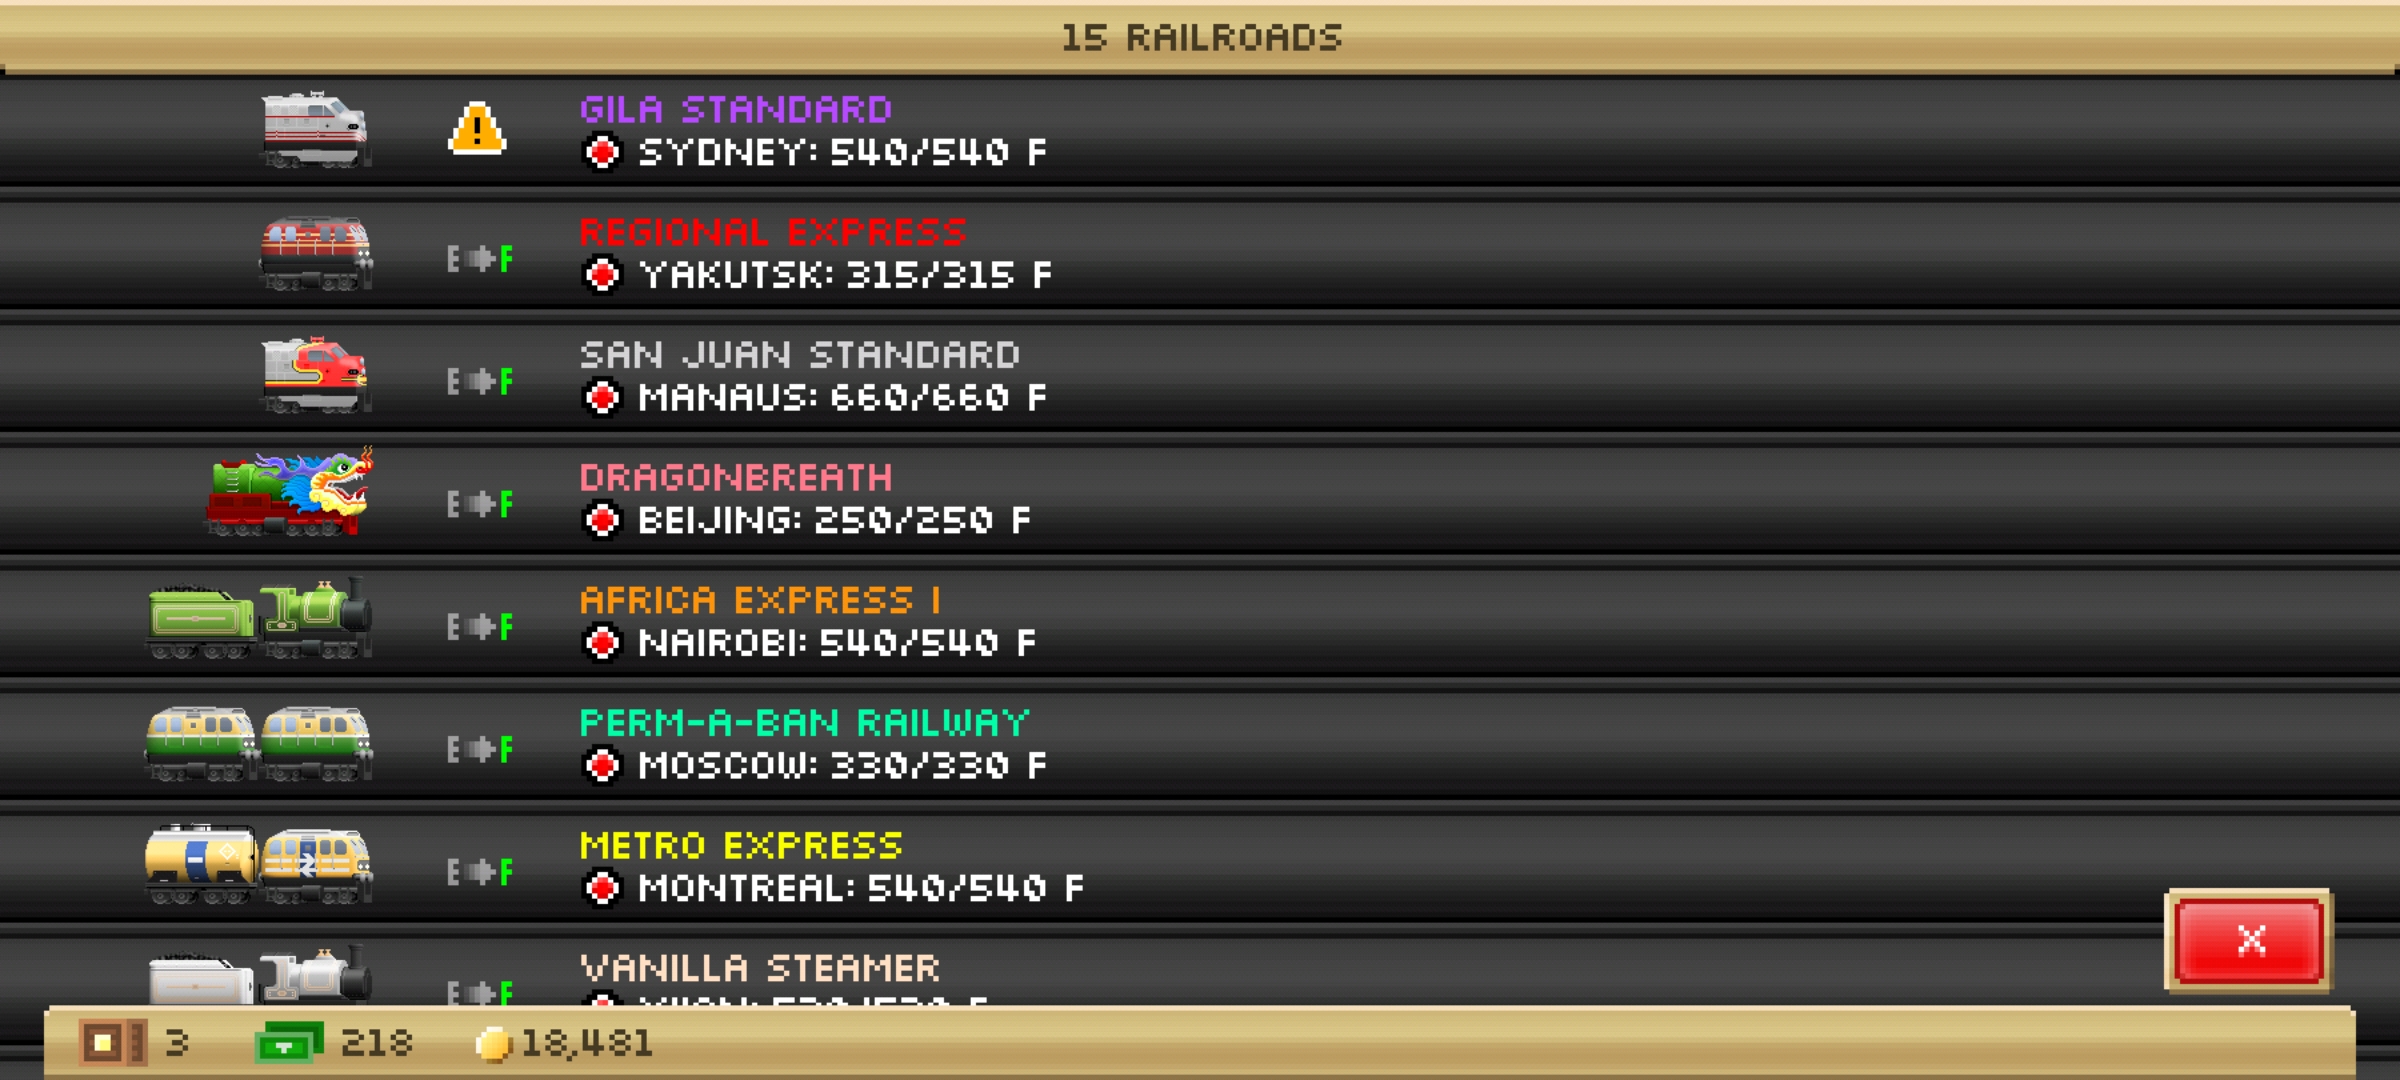 15 RAILROADS
GILA STANDARD
SYDNEY: 540/540 F
E F
REGIONAL EXPRESS
YAKUTSK: 315/315 F
E F
SAN JUAN STANDARD
MANAUS: 660/660 F
E F
DRAGONBREATH
BEIJING: 250/250 F
E F
AFRICA EXPRESS I
NAIROBI: 540/540 F
E F
PERM-A-BAN RAILWAY
MOSCOW: 330/330 F
E F
METRO EXPRESS
MONTREAL: 540/540 F
E F
VANILLA STEAMER
X
3
218
18,481